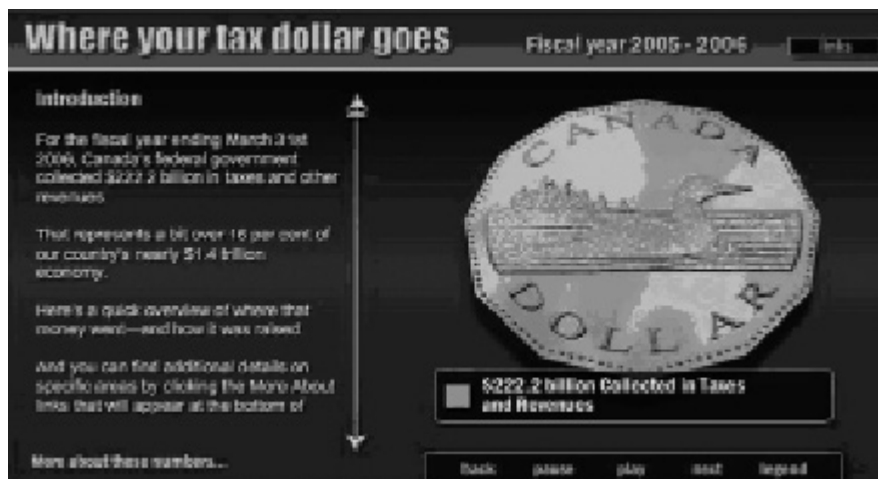 Where your tax dollar goes
Fiscal year 2005 - 2006
links
Introduction
For the fiscal year ending March 31st
2006, Canada's federal government
collected $222.2 billion in taxes and other
revenues
That represents a bit over 16 per cent of
our country's nearly $1.4 trillion
economy.
Here's a quick overview of where that
money went—and how it was raised
And you can find additional details on
specific areas by clicking the More About
links that will appear at the bottom of
More about these numbers...
CANADA
DOLLAR
$222.2 billion Collected in Taxes
and Revenues
back pause play next legend